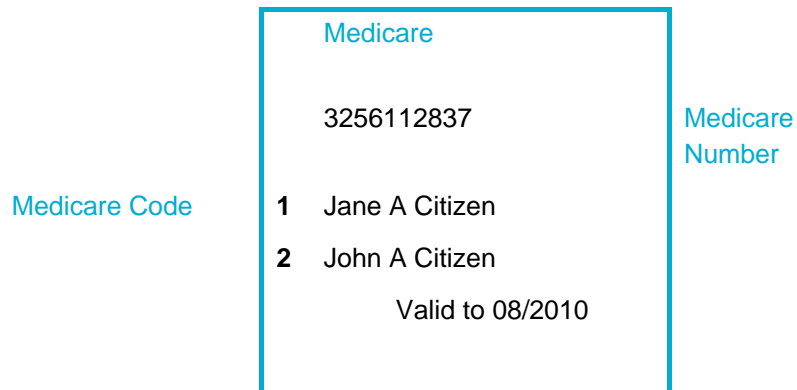 Medicare
3256112837
Medicare
Number
Medicare Code
1 Jane A Citizen
2 John A Citizen
Valid to 08/2010